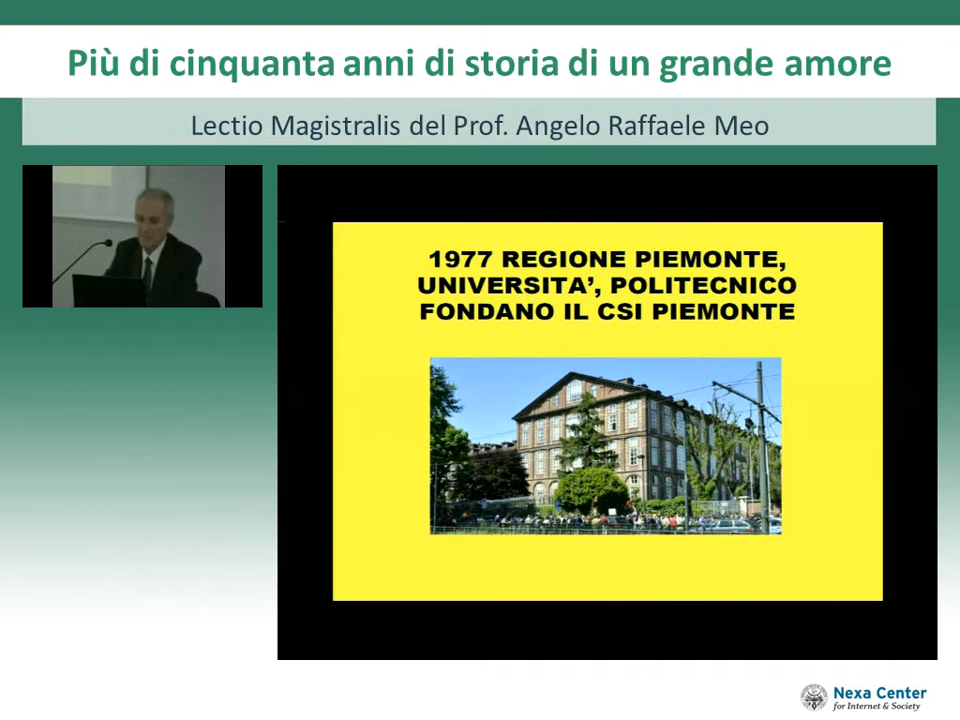 Più di cinquanta anni di storia di un grande amore
Lectio Magistralis del Prof. Angelo Raffaele Meo
1977 REGIONE PIEMONTE,
UNIVERSITA', POLITECNICO
FONDANO IL CSI PIEMONTE
Nexa Center
for Internet & Society